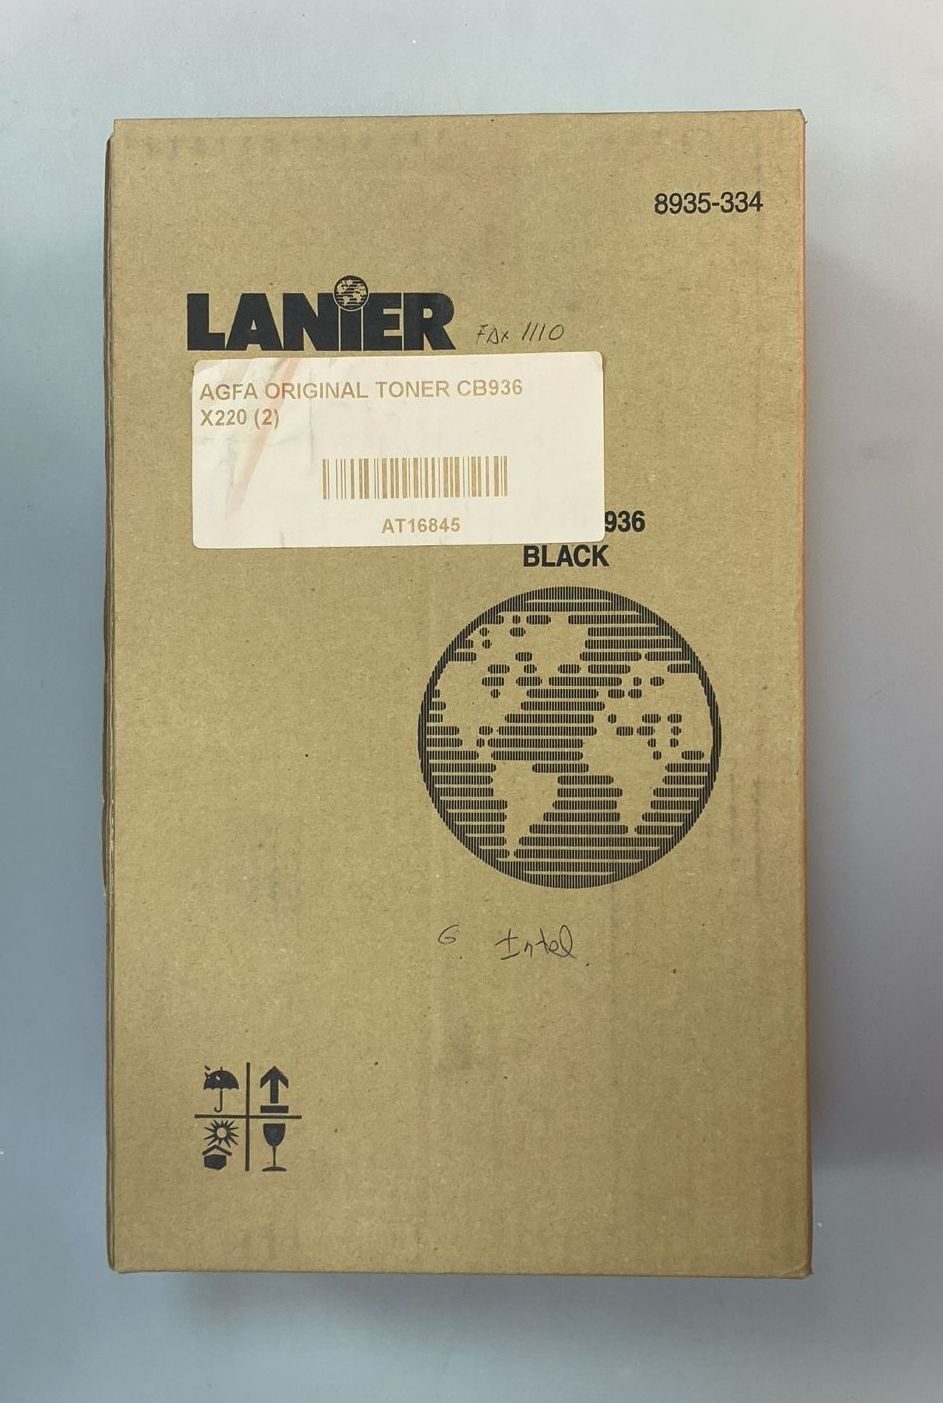 8935-334
LANIER
FAX 1110
AGFA ORIGINAL TONER CB936
X220 (2)
AT16845
936
BLACK
G. Intel.